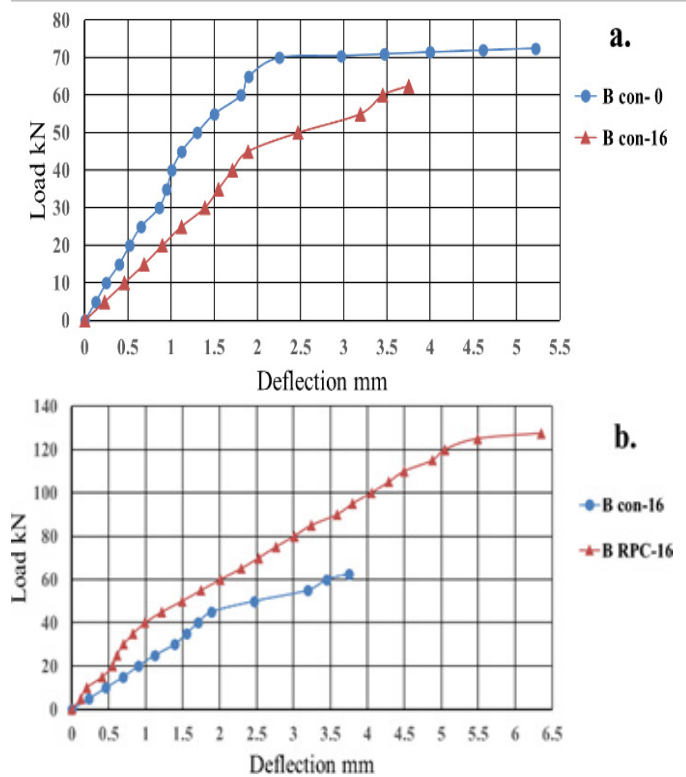 a.
80
70
60
50
40
30
20
10
0
Load kN
B con- 0
B con-16
0 0.5 1 1.5 2 2.5 3 3.5 4 4.5 5 5.5
Deflection mm
b.
140
120
100
80
60
40
20
0
Load kN
B con-16
B RPC-16
0 0.5 1 1.5 2 2.5 3 3.5 4 4.5 5 5.5 6 6.5
Deflection mm